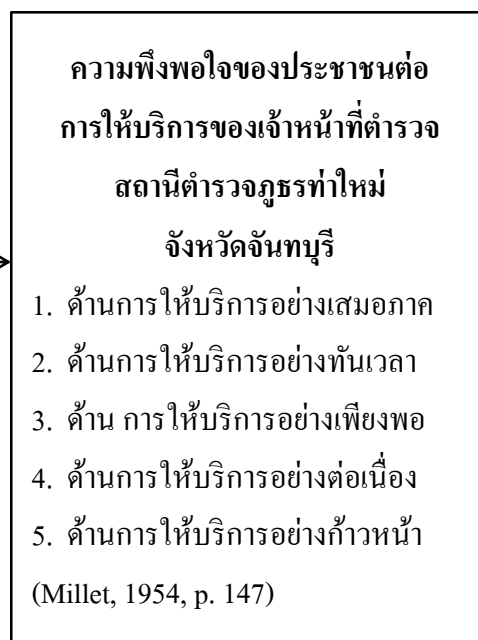 ความพึงพอใจของประชาชนต่อ
การให้บริการของเจ้าหน้าที่ตำรวจ
สถานีตำรวจภูธรท่าใหม่
จังหวัดจันทบุรี
1. ด้านการให้บริการอย่างเสมอภาค
2. ด้านการให้บริการอย่างทันเวลา
3. ด้าน การให้บริการอย่างเพียงพอ
4. ด้านการให้บริการอย่างต่อเนื่อง
5. ด้านการให้บริการอย่างก้าวหน้า
(Millet, 1954, p. 147)